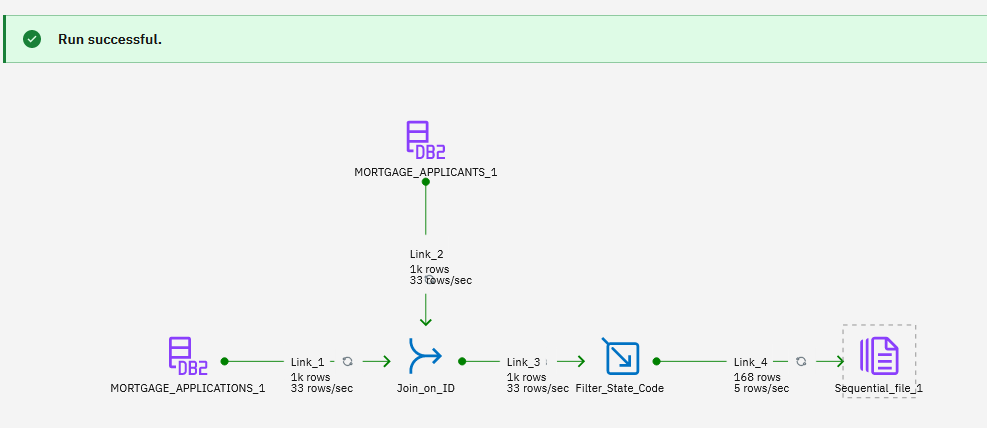 Run successful.
DB2
MORTGAGE_APPLICANTS_1
Link_2
1k rows
33 rows/sec
DB2
MORTGAGE_APPLICATIONS_1
Link_1
1k rows
33 rows/sec
Join_on_ID
Link_3
1k rows
33 rows/sec
Filter_State_Code
Link_4
168 rows
5 rows/sec
Sequential_file_1